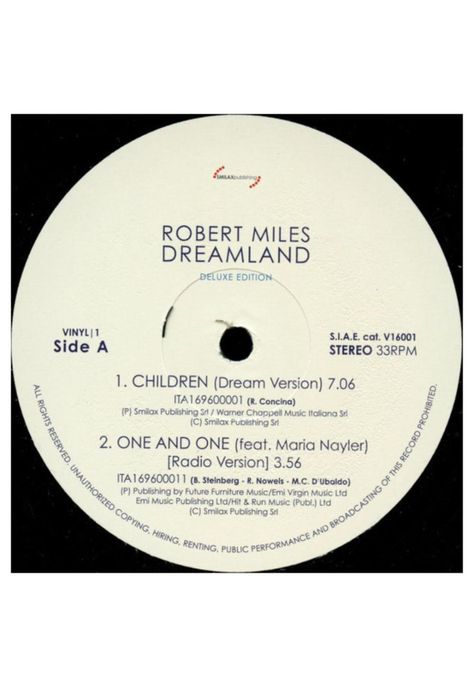 SMILAXpublishing
ROBERT MILES
DREAMLAND
DELUXE EDITION
VINYL|1
Side A
S.I.A.E. cat. V16001
STEREO 33RPM
1. CHILDREN (Dream Version) 7.06
ITA169600001 (R. Concina)
(P) Smilax Publishing Srl / Warner Chappell Music Italiana Srl
(C) Smilax Publishing Srl
2. ONE AND ONE (feat. Maria Nayler)
[Radio Version] 3.56
ITA169600011 (B. Steinberg - R. Nowels - M.C. D'Ubaldo)
(P) Publishing by Future Furniture Music/Emi Virgin Music Ltd
Emi Music Publishing Ltd/Hit & Run Music (Publ.) Ltd
(C) Smilax Publishing Srl
ALL RIGHTS RESERVED. UNAUTHORIZED COPYING, HIRING, RENTING, PUBLIC PERFORMANCE AND BROADCASTING OF THIS RECORD PROHIBITED.